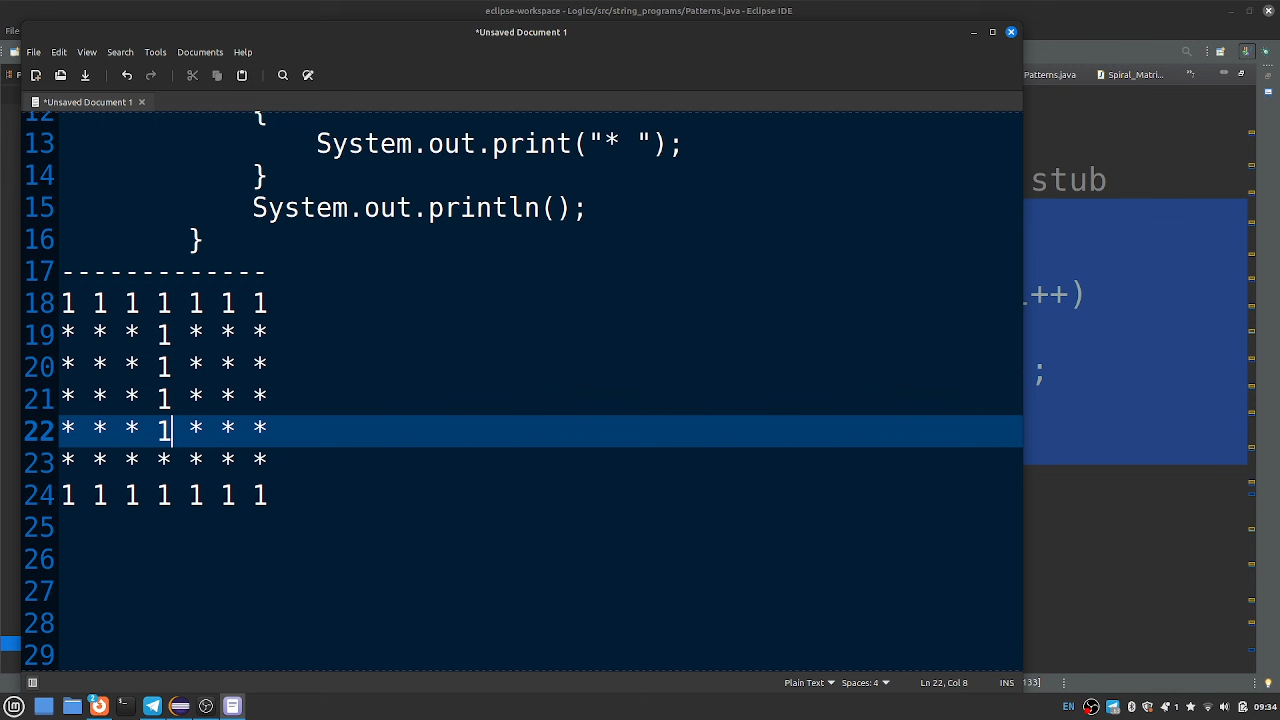 eclipse-workspace - Logics/src/string_programs/Patterns.java - Eclipse IDE
*Unsaved Document 1
File Edit View Search Tools Documents Help
Patterns.java Spiral_Matri...
*Unsaved Document 1
12 {
13 System.out.print("* ");
14 }
stub
15 System.out.println();
16 }
17 -------------
18 1 1 1 1 1 1 1
++)
19 * * * 1 * * *
20 * * * 1 * * *
;
21 * * * 1 * * *
22 * * * 1 * * *
23 * * * * * * *
24 1 1 1 1 1 1 1
25
26
27
28
29
Plain Text Spaces: 4 Ln 22, Col 8 INS 133]
2 EN 1 09:34